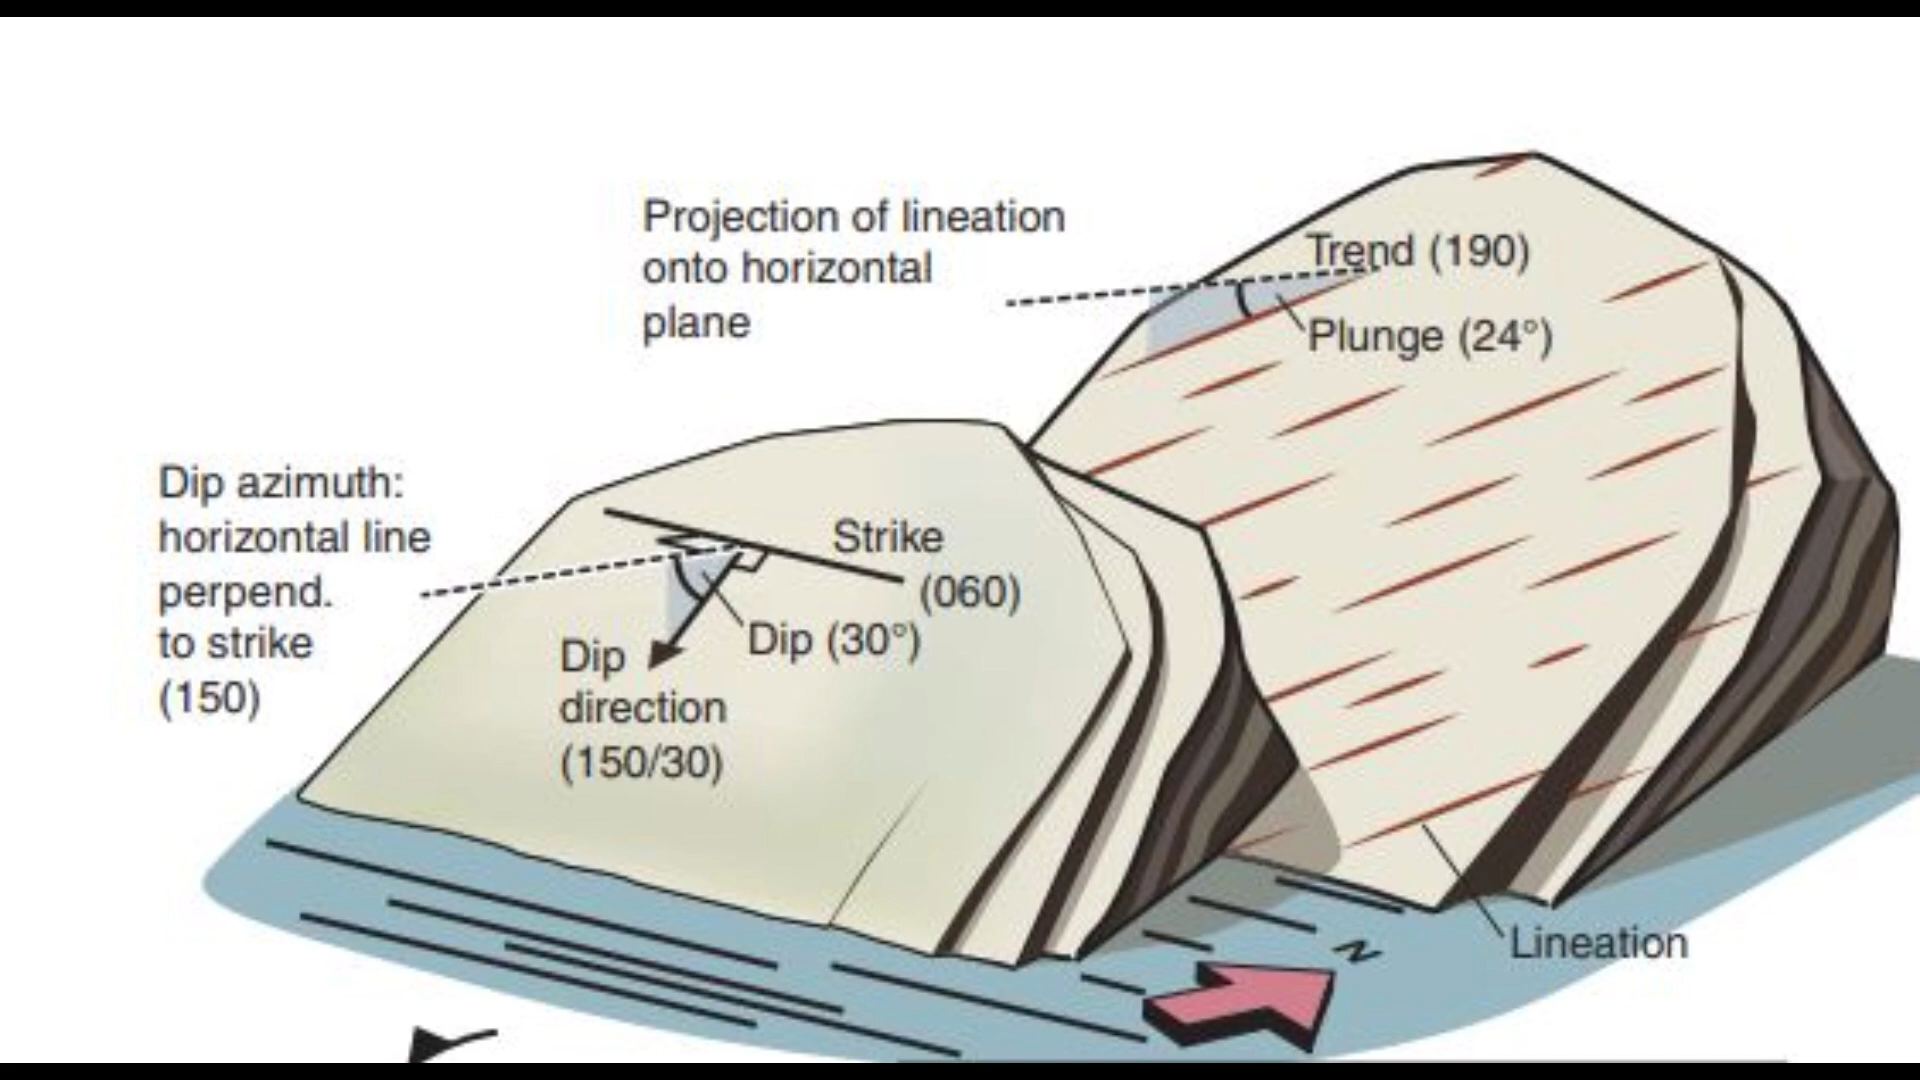 Projection of lineation
onto horizontal
plane
Trend (190)
Plunge (24°)
Dip azimuth:
horizontal line
perpend.
to strike
(150)
Strike
(060)
Dip (30°)
Dip
direction
(150/30)
N
Lineation